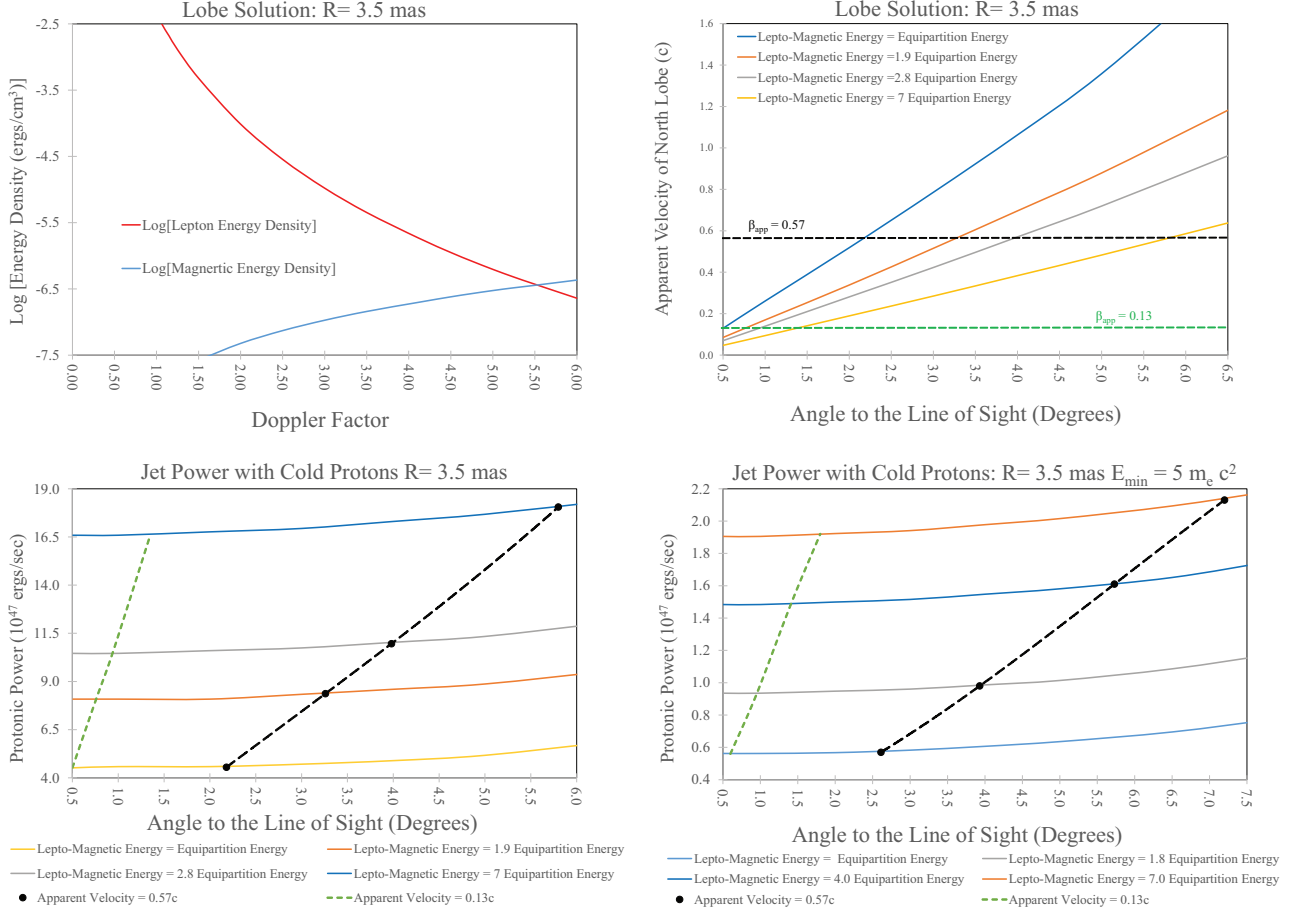 Lobe Solution: R= 3.5 mas
-2.5
-3.5
-4.5
-5.5
-6.5
-7.5
Log [Energy Density (ergs/cm³)]
Log[Lepton Energy Density]
Log[Magnertic Energy Density]
0.00
0.50
1.00
1.50
2.00
2.50
3.00
3.50
4.00
4.50
5.00
5.50
6.00
Doppler Factor
Lobe Solution: R= 3.5 mas
1.6
1.4
1.2
1.0
0.8
0.6
0.4
0.2
0.0
Apparent Velocity of North Lobe (c)
Lepto-Magnetic Energy = Equipartition Energy
Lepto-Magnetic Energy =1.9 Equipartion Energy
Lepto-Magnetic Energy =2.8 Equipartion Energy
Lepto-Magnetic Energy = 7 Equipartion Energy
βapp = 0.57
βapp = 0.13
0.5
1.0
1.5
2.0
2.5
3.0
3.5
4.0
4.5
5.0
5.5
6.0
6.5
Angle to the Line of Sight (Degrees)
Jet Power with Cold Protons R= 3.5 mas
19.0
16.5
14.0
11.5
9.0
6.5
4.0
Protonic Power (10⁴⁷ ergs/sec)
0.5
1.0
1.5
2.0
2.5
3.0
3.5
4.0
4.5
5.0
5.5
6.0
Angle to the Line of Sight (Degrees)
Lepto-Magnetic Energy = Equipartition Energy
Lepto-Magnetic Energy = 1.9 Equipartition Energy
Lepto-Magnetic Energy = 2.8 Equipartition Energy
Lepto-Magnetic Energy = 7 Equipartition Energy
Apparent Velocity = 0.57c
Apparent Velocity = 0.13c
Jet Power with Cold Protons: R= 3.5 mas Emin = 5 me c²
2.2
2.0
1.8
1.6
1.4
1.2
1.0
0.8
0.6
0.4
Protonic Power (10⁴⁷ ergs/sec)
0.5
1.0
1.5
2.0
2.5
3.0
3.5
4.0
4.5
5.0
5.5
6.0
6.5
7.0
7.5
Angle to the Line of Sight (Degrees)
Lepto-Magnetic Energy = Equipartition Energy
Lepto-Magnetic Energy = 1.8 Equipartition Energy
Lepto-Magnetic Energy = 4.0 Equipartition Energy
Lepto-Magnetic Energy = 7.0 Equipartition Energy
Apparent Velocity = 0.57c
Apparent Velocity = 0.13c